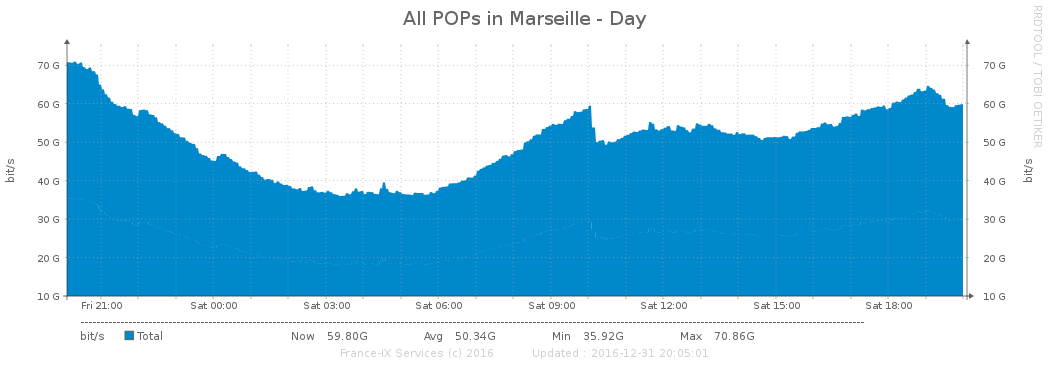 All POPs in Marseille - Day
RRDTOOL / TOBI OETIKER
bit/s
70 G
60 G
50 G
40 G
30 G
20 G
10 G
70 G
60 G
50 G
40 G
30 G
20 G
10 G
bit/s
Fri 21:00 Sat 00:00 Sat 03:00 Sat 06:00 Sat 09:00 Sat 12:00 Sat 15:00 Sat 18:00
bit/s Total Now 59.80G Avg 50.34G Min 35.92G Max 70.86G
France-IX Services (c) 2016 Updated : 2016-12-31 20:05:01